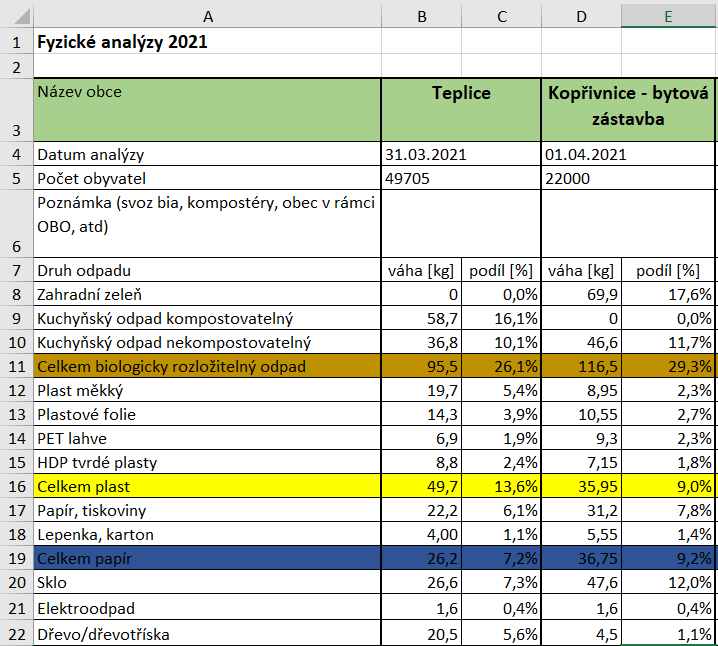 A B C D E
1 Fyzické analýzy 2021
2
3 Název obce Teplice Kopřivnice - bytová
zástavba
4 Datum analýzy 31.03.2021 01.04.2021
5 Počet obyvatel 49705 22000
6 Poznámka (svoz bia, kompostéry, obec v rámci
OBO, atd)
7 Druh odpadu váha [kg] podíl [%] váha [kg] podíl [%]
8 Zahradní zeleň 0 0,0% 69,9 17,6%
9 Kuchyňský odpad kompostovatelný 58,7 16,1% 0 0,0%
10 Kuchyňský odpad nekompostovatelný 36,8 10,1% 46,6 11,7%
11 Celkem biologicky rozložitelný odpad 95,5 26,1% 116,5 29,3%
12 Plast měkký 19,7 5,4% 8,95 2,3%
13 Plastové folie 14,3 3,9% 10,55 2,7%
14 PET lahve 6,9 1,9% 9,3 2,3%
15 HDP tvrdé plasty 8,8 2,4% 7,15 1,8%
16 Celkem plast 49,7 13,6% 35,95 9,0%
17 Papír, tiskoviny 22,2 6,1% 31,2 7,8%
18 Lepenka, karton 4,00 1,1% 5,55 1,4%
19 Celkem papír 26,2 7,2% 36,75 9,2%
20 Sklo 26,6 7,3% 47,6 12,0%
21 Elektroodpad 1,6 0,4% 1,6 0,4%
22 Dřevo/dřevotříska 20,5 5,6% 4,5 1,1%